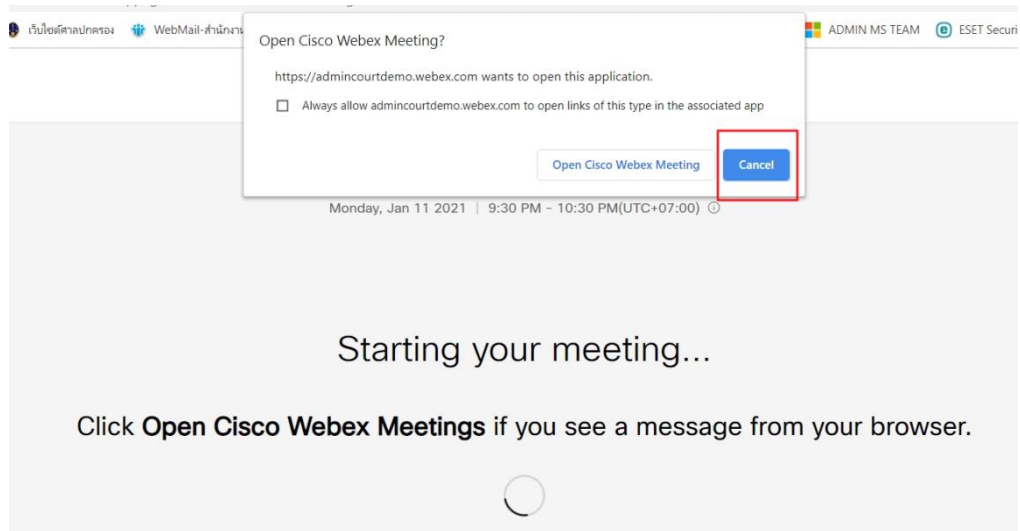 เว็บไซต์ศาลปกครอง WebMail-สำนักงาน ADMIN MS TEAM ESET Securi
Open Cisco Webex Meeting?
https://admincourtdemo.webex.com wants to open this application.
Always allow admincourtdemo.webex.com to open links of this type in the associated app
Open Cisco Webex Meeting Cancel
Monday, Jan 11 2021 | 9:30 PM - 10:30 PM(UTC+07:00)
Starting your meeting...
Click Open Cisco Webex Meetings if you see a message from your browser.